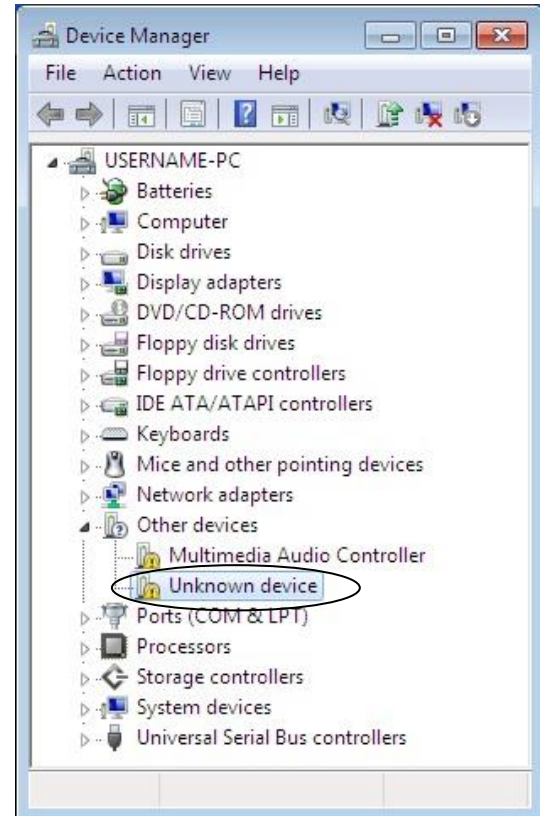 Device Manager
File Action View Help
USERNAME-PC
Batteries
Computer
Disk drives
Display adapters
DVD/CD-ROM drives
Floppy disk drives
Floppy drive controllers
IDE ATA/ATAPI controllers
Keyboards
Mice and other pointing devices
Network adapters
Other devices
Multimedia Audio Controller
Unknown device
Ports (COM & LPT)
Processors
Storage controllers
System devices
Universal Serial Bus controllers